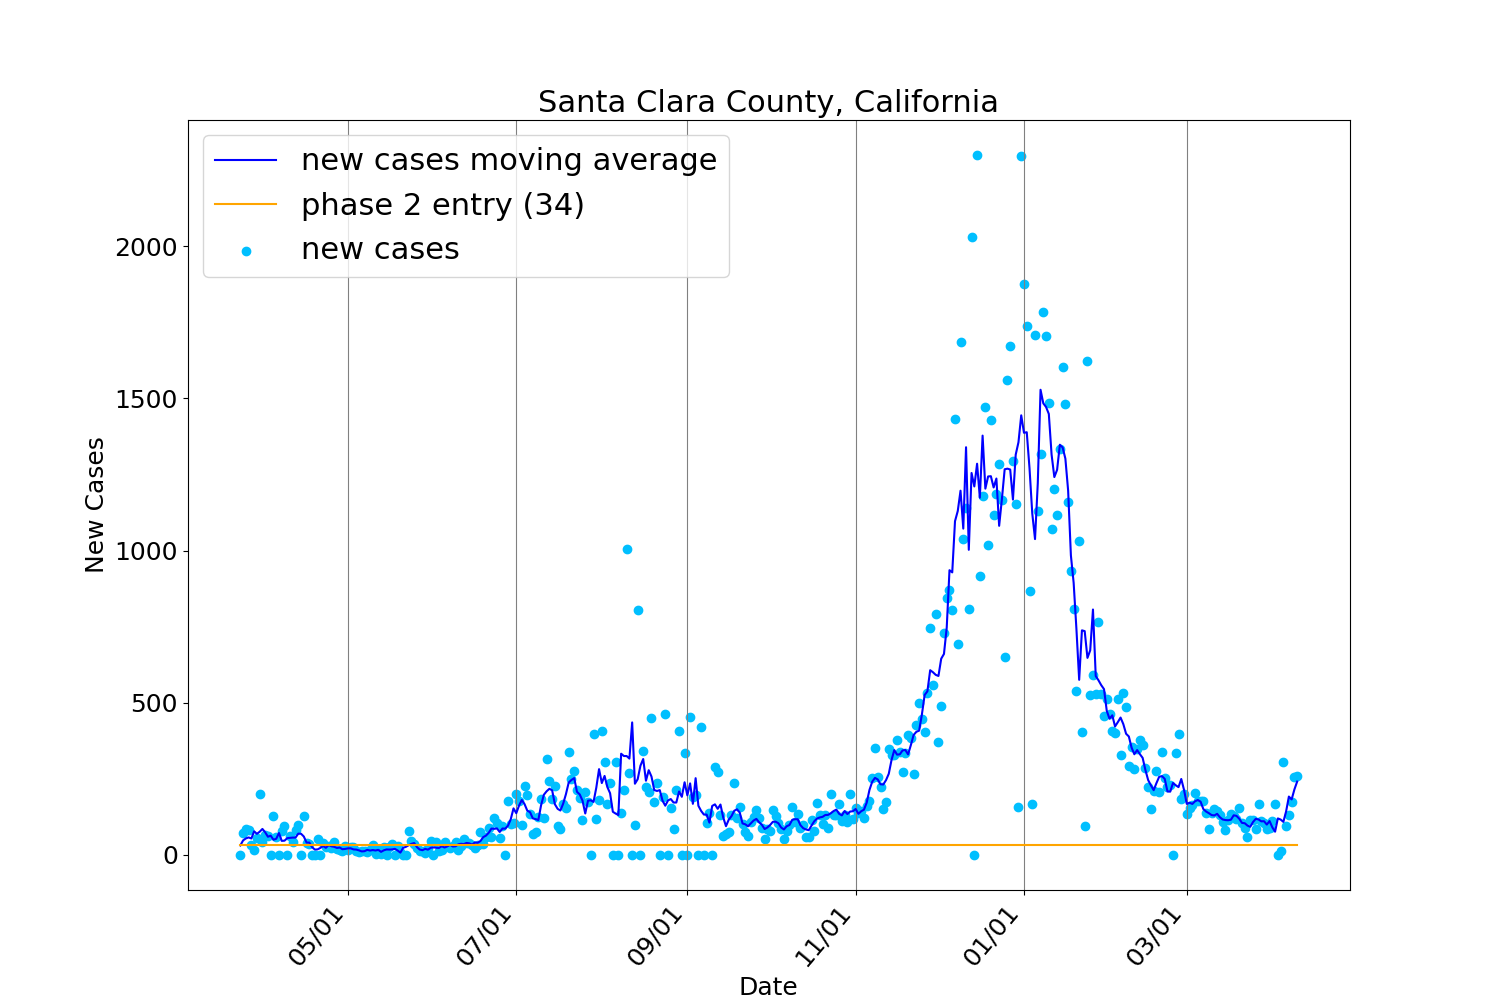 Santa Clara County, California
new cases moving average
phase 2 entry (34)
new cases
New Cases
2000
1500
1000
500
0
05/01
07/01
09/01
11/01
01/01
03/01
Date